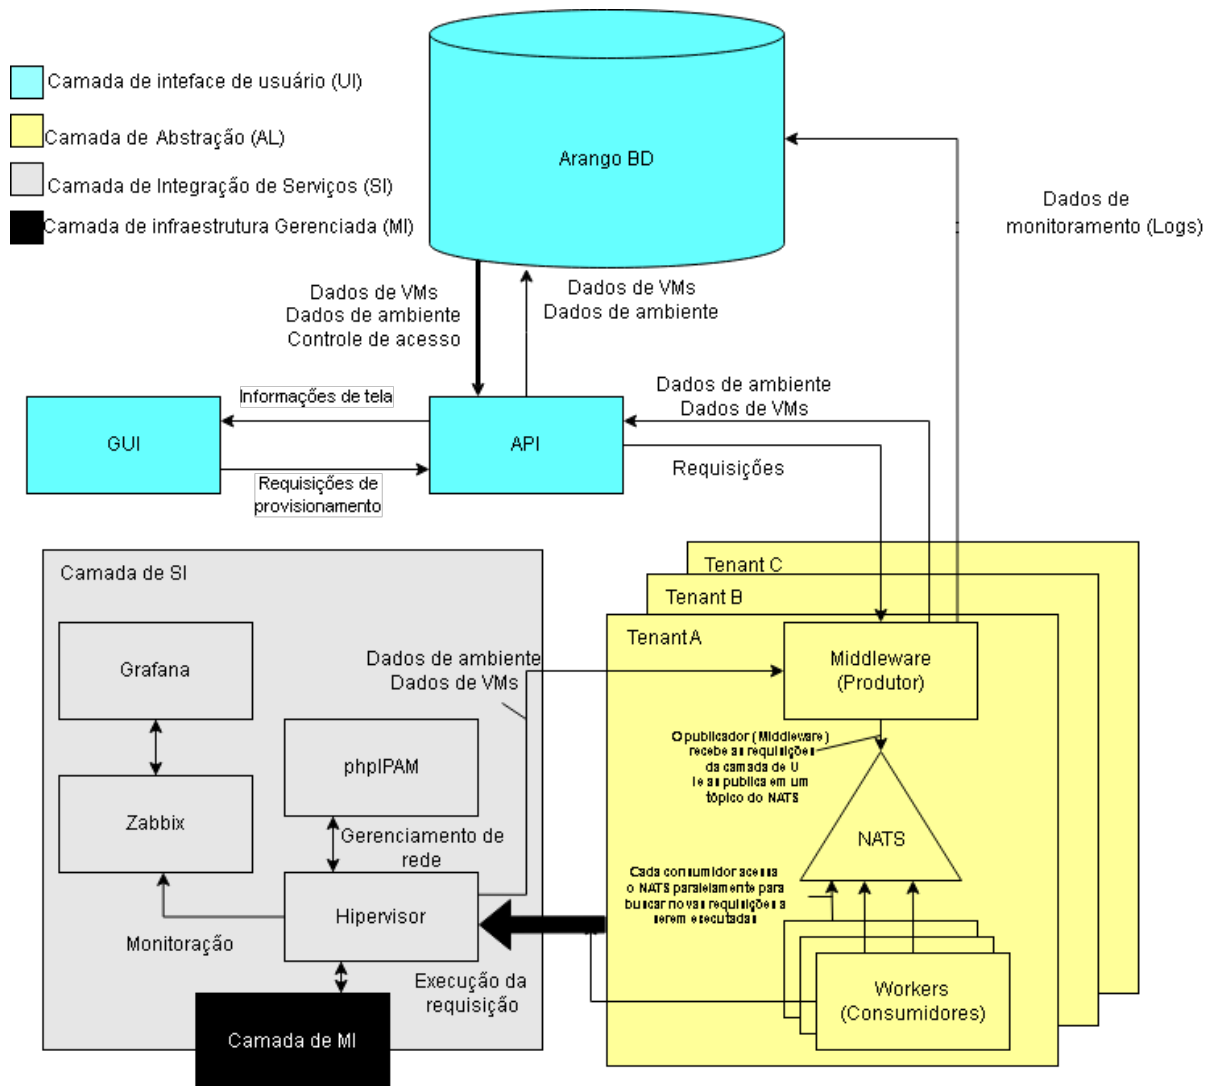 Camada de inteface de usuário (UI)
Camada de Abstração (AL)
Camada de Integração de Serviços (SI)
Camada de infraestrutura Gerenciada (MI)
Arango BD
Dados de
monitoramento (Logs)
Dados de VMs
Dados de ambiente
Controle de acesso
Dados de VMs
Dados de ambiente
Informações de tela
GUI
Requisições de
provisionamento
API
Dados de ambiente
Dados de VMs
Requisições
Camada de SI
Grafana
Zabbix
phpIPAM
Gerenciamento de
rede
Hipervisor
Monitoração
Execução da
requisição
Camada de MI
Dados de ambiente
Dados de VMs
Tenant C
Tenant B
Tenant A
Middleware
(Produtor)
O publicador (Middleware)
recebe as requisições
da camada de U
I e as publica em um
tópico do NATS
NATS
Cada consumidor acessa
o NATS paralelamente para
buscar novas requisições a
serem executadas
Workers
(Consumidores)